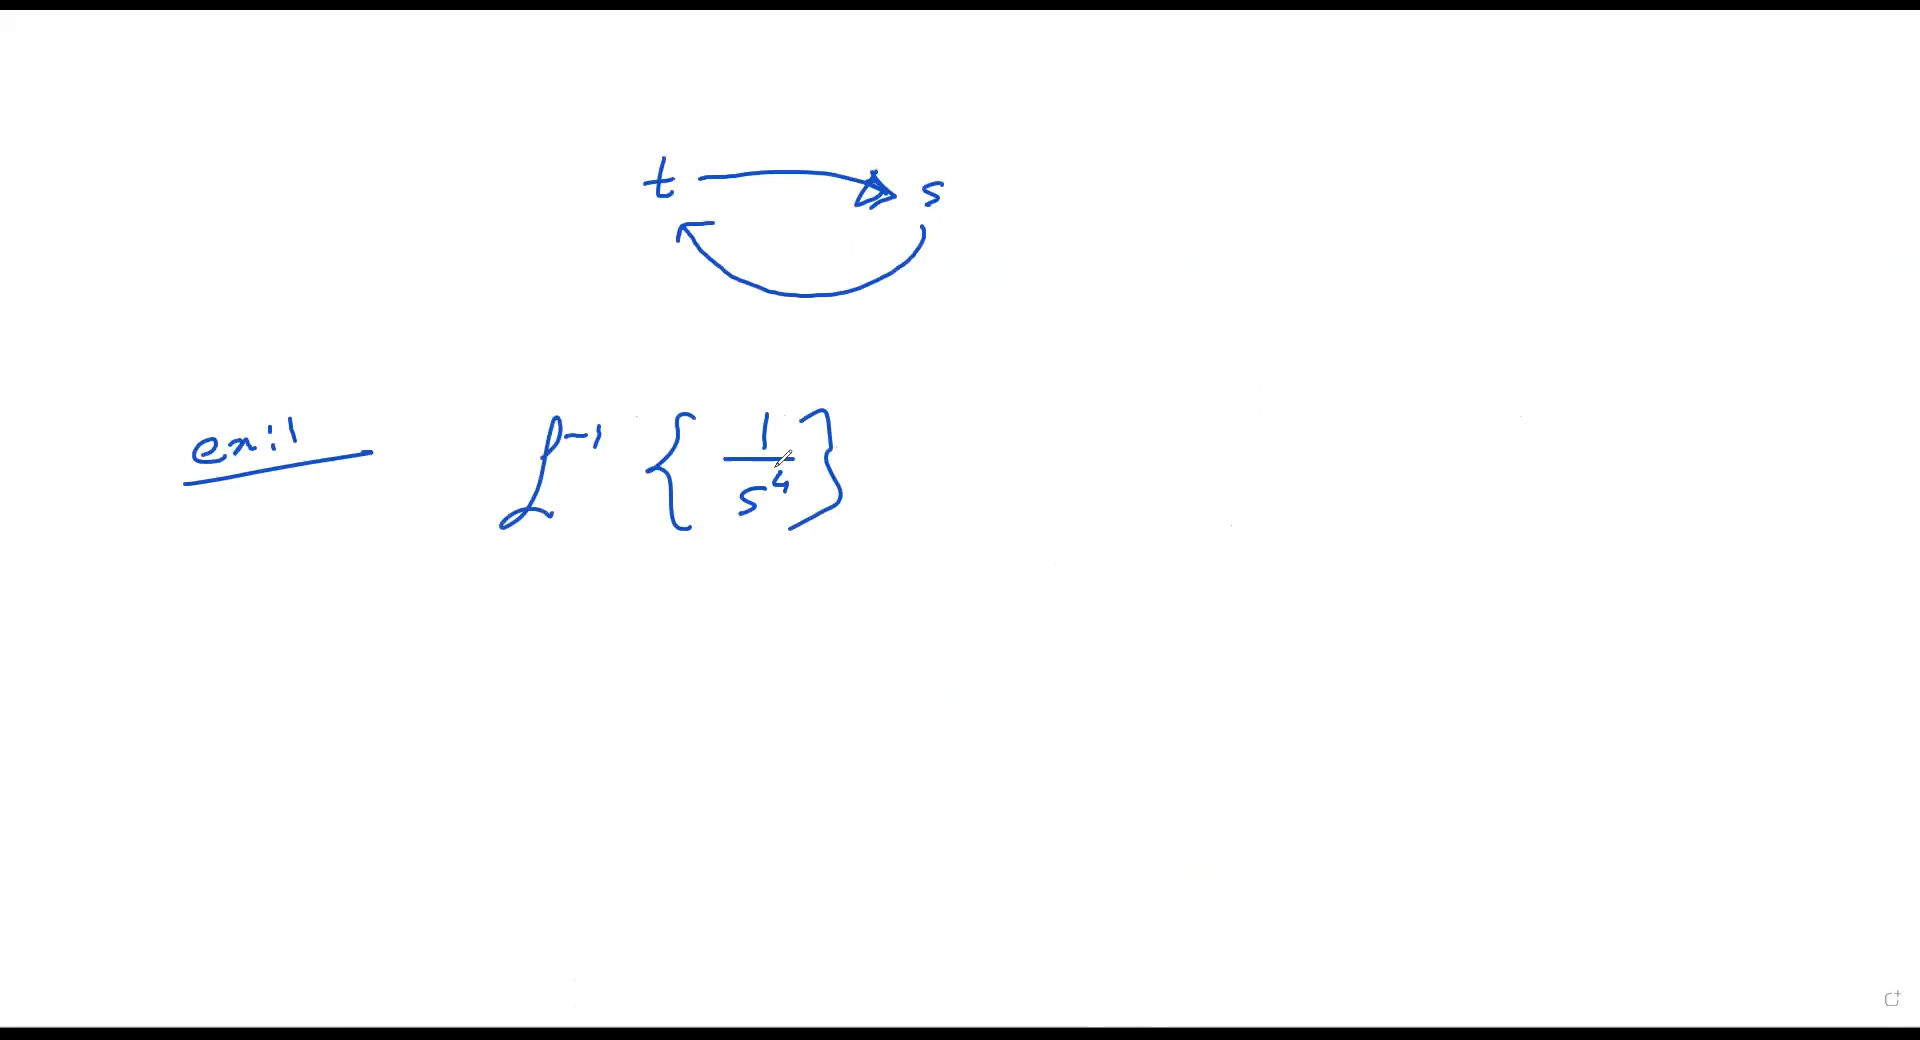 t → s
ex:1 ℒ⁻¹ { 1/s⁴ }